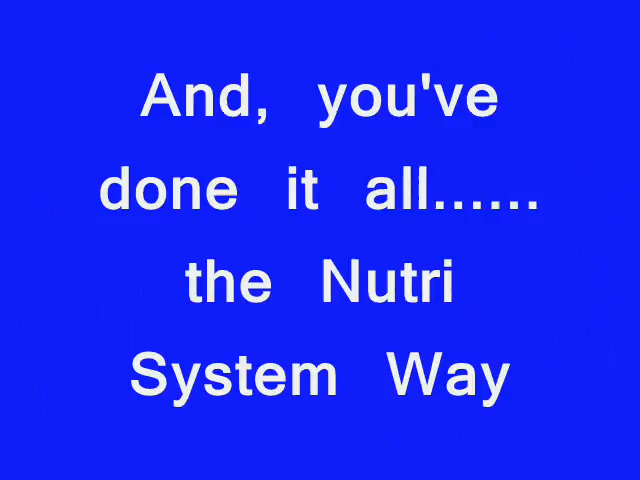 And, you've
done it all......
the Nutri
System Way